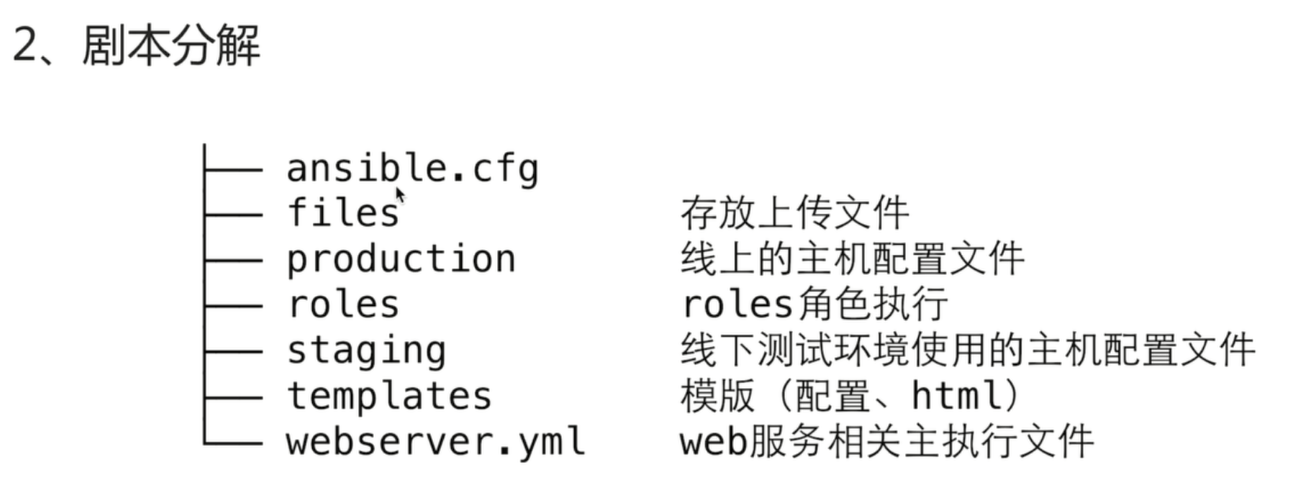 2、剧本分解
ansible.cfg
files 存放上传文件
production 线上的主机配置文件
roles roles角色执行
staging 线下测试环境使用的主机配置文件
templates 模版（配置、html）
webserver.yml web服务相关主执行文件